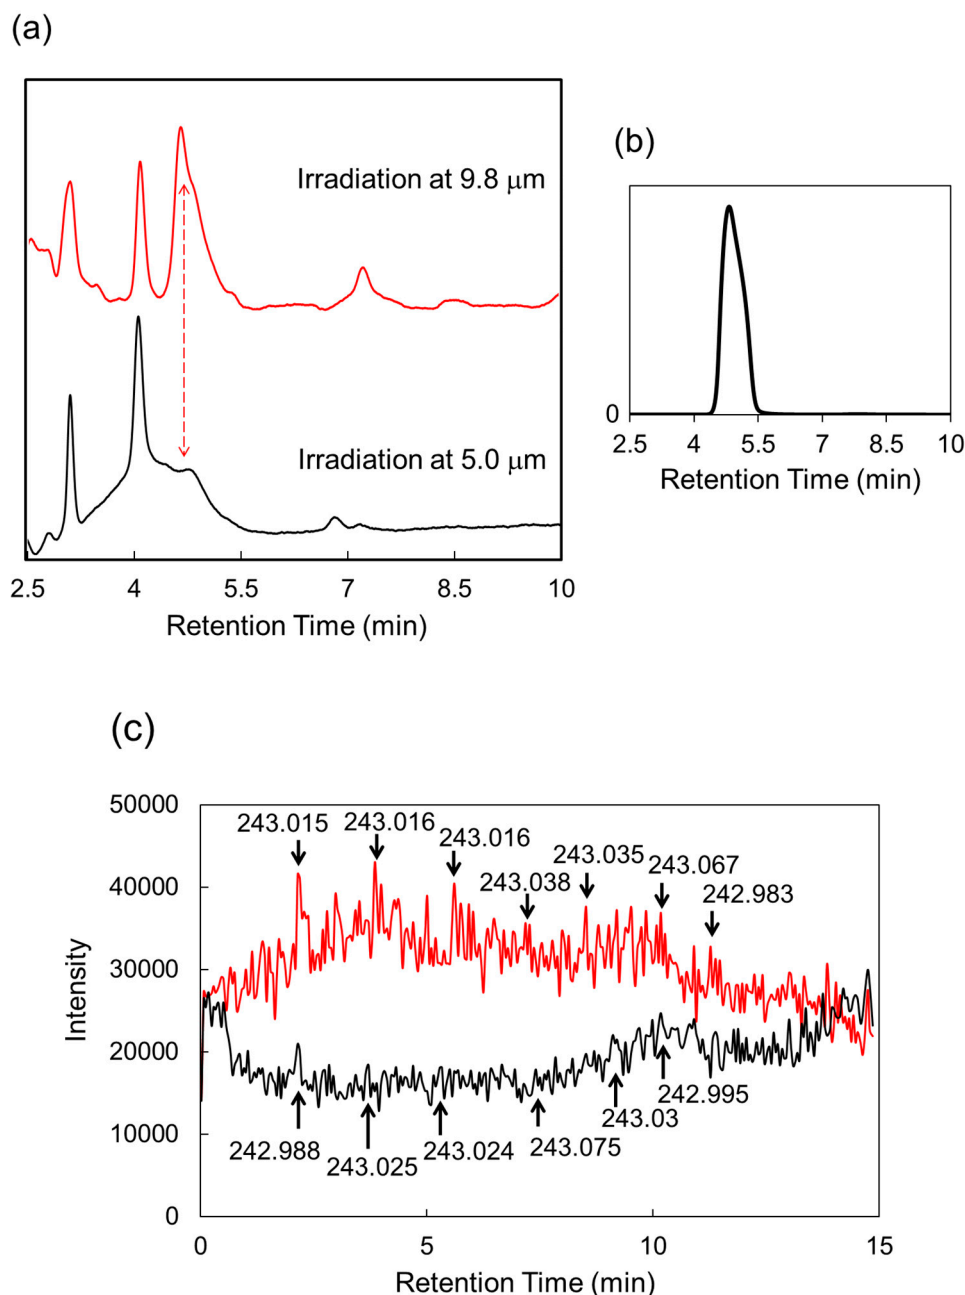 (a)
Irradiation at 9.8 μm
Irradiation at 5.0 μm
2.5 4 5.5 7 8.5 10
Retention Time (min)
(b)
0
2.5 4 5.5 7 8.5 10
Retention Time (min)
(c)
50000
40000
30000
20000
10000
0
Intensity
243.015
243.016
243.016
243.038
243.035
243.067
242.983
242.988
243.025
243.024
243.075
243.03
242.995
0 5 10 15
Retention Time (min)